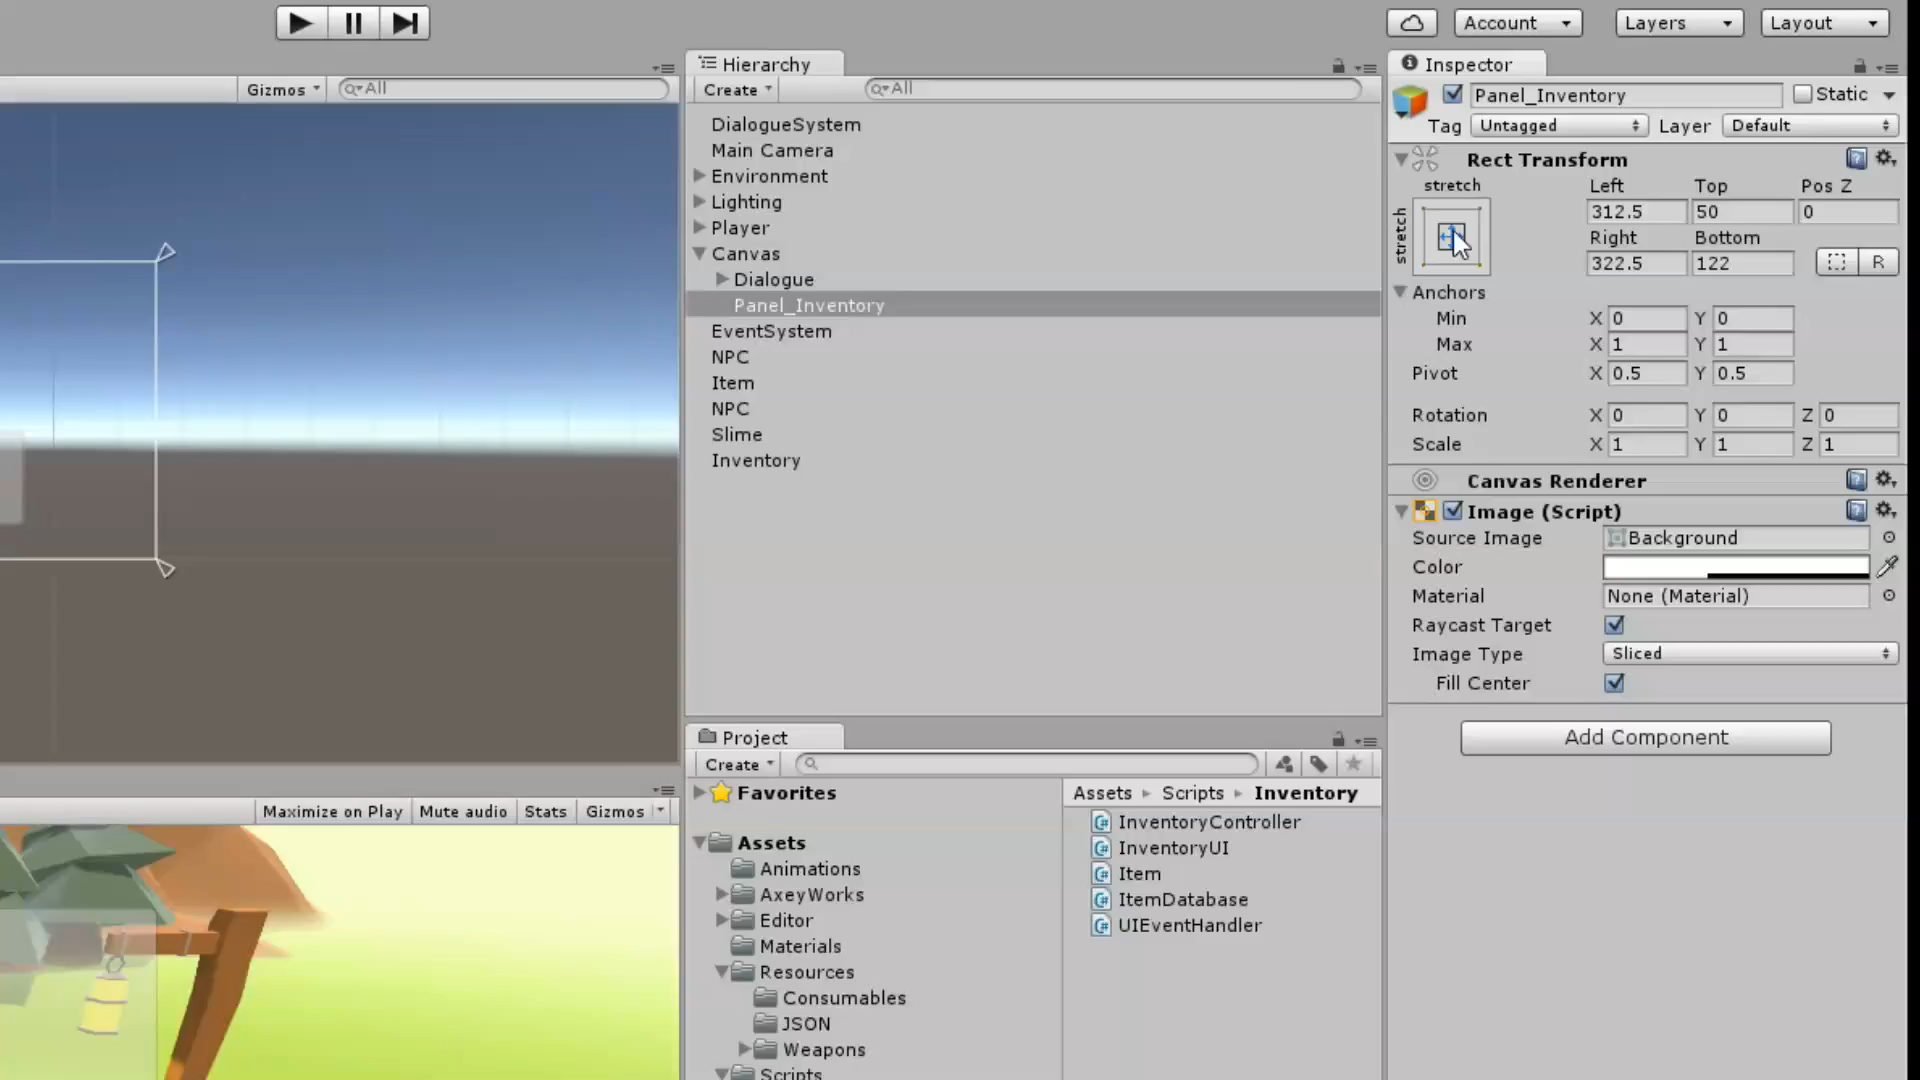 Account
Layers
Layout
Gizmos
All
Hierarchy
Create
All
DialogueSystem
Main Camera
Environment
Lighting
Player
Canvas
Dialogue
Panel_Inventory
EventSystem
NPC
Item
NPC
Slime
Inventory
Inspector
Panel_Inventory
Static
Tag
Untagged
Layer
Default
Rect Transform
stretch
stretch
Left
Top
Pos Z
312.5
50
0
Right
Bottom
322.5
122
R
Anchors
Min X 0 Y 0
Max X 1 Y 1
Pivot X 0.5 Y 0.5
Rotation X 0 Y 0 Z 0
Scale X 1 Y 1 Z 1
Canvas Renderer
Image (Script)
Source Image Background
Color
Material None (Material)
Raycast Target
Image Type Sliced
Fill Center
Add Component
Maximize on Play
Mute audio
Stats
Gizmos
Project
Create
Favorites
Assets
Animations
AxeyWorks
Editor
Materials
Resources
Consumables
JSON
Weapons
Scripts
Assets Scripts Inventory
InventoryController
InventoryUI
Item
ItemDatabase
UIEventHandler